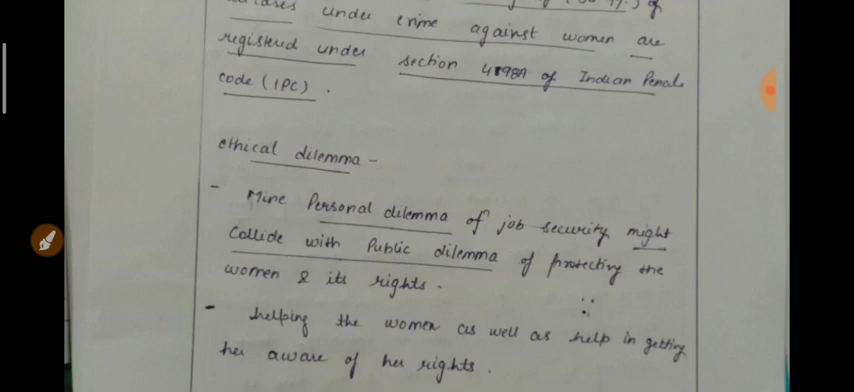 cases under crime against women are
registered under section 498A of Indian Penal
code (IPC).
ethical dilemma -
- Mine Personal dilemma of job security might
collide with Public dilemma of protecting the
women & its rights.
- helping the women as well as help in getting
her aware of her rights.